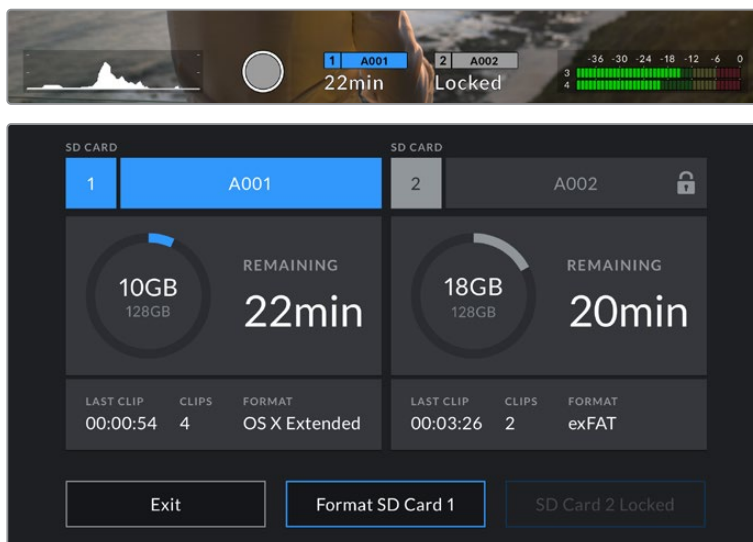 1 A001 2 A002 -36 -30 -24 -18 -12 -6 0
22min Locked 3
4
SD CARD SD CARD
1 A001 2 A002
10GB REMAINING 18GB REMAINING
128GB 22min 128GB 20min
LAST CLIP CLIPS FORMAT LAST CLIP CLIPS FORMAT
00:00:54 4 OS X Extended 00:03:26 2 exFAT
Exit Format SD Card 1 SD Card 2 Locked